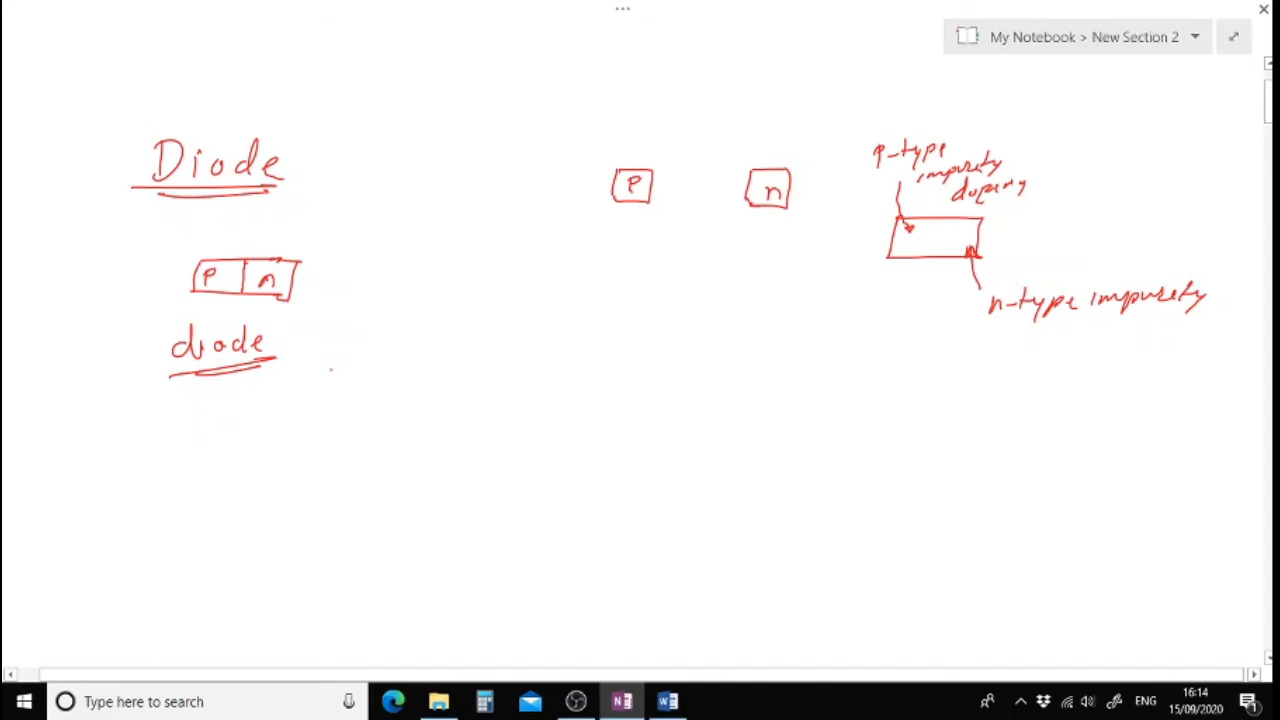 My Notebook > New Section 2
Diode
P
n
P-type
impurity
doping
P n
n-type impurity
diode
Type here to search
ENG
16:14
15/09/2020